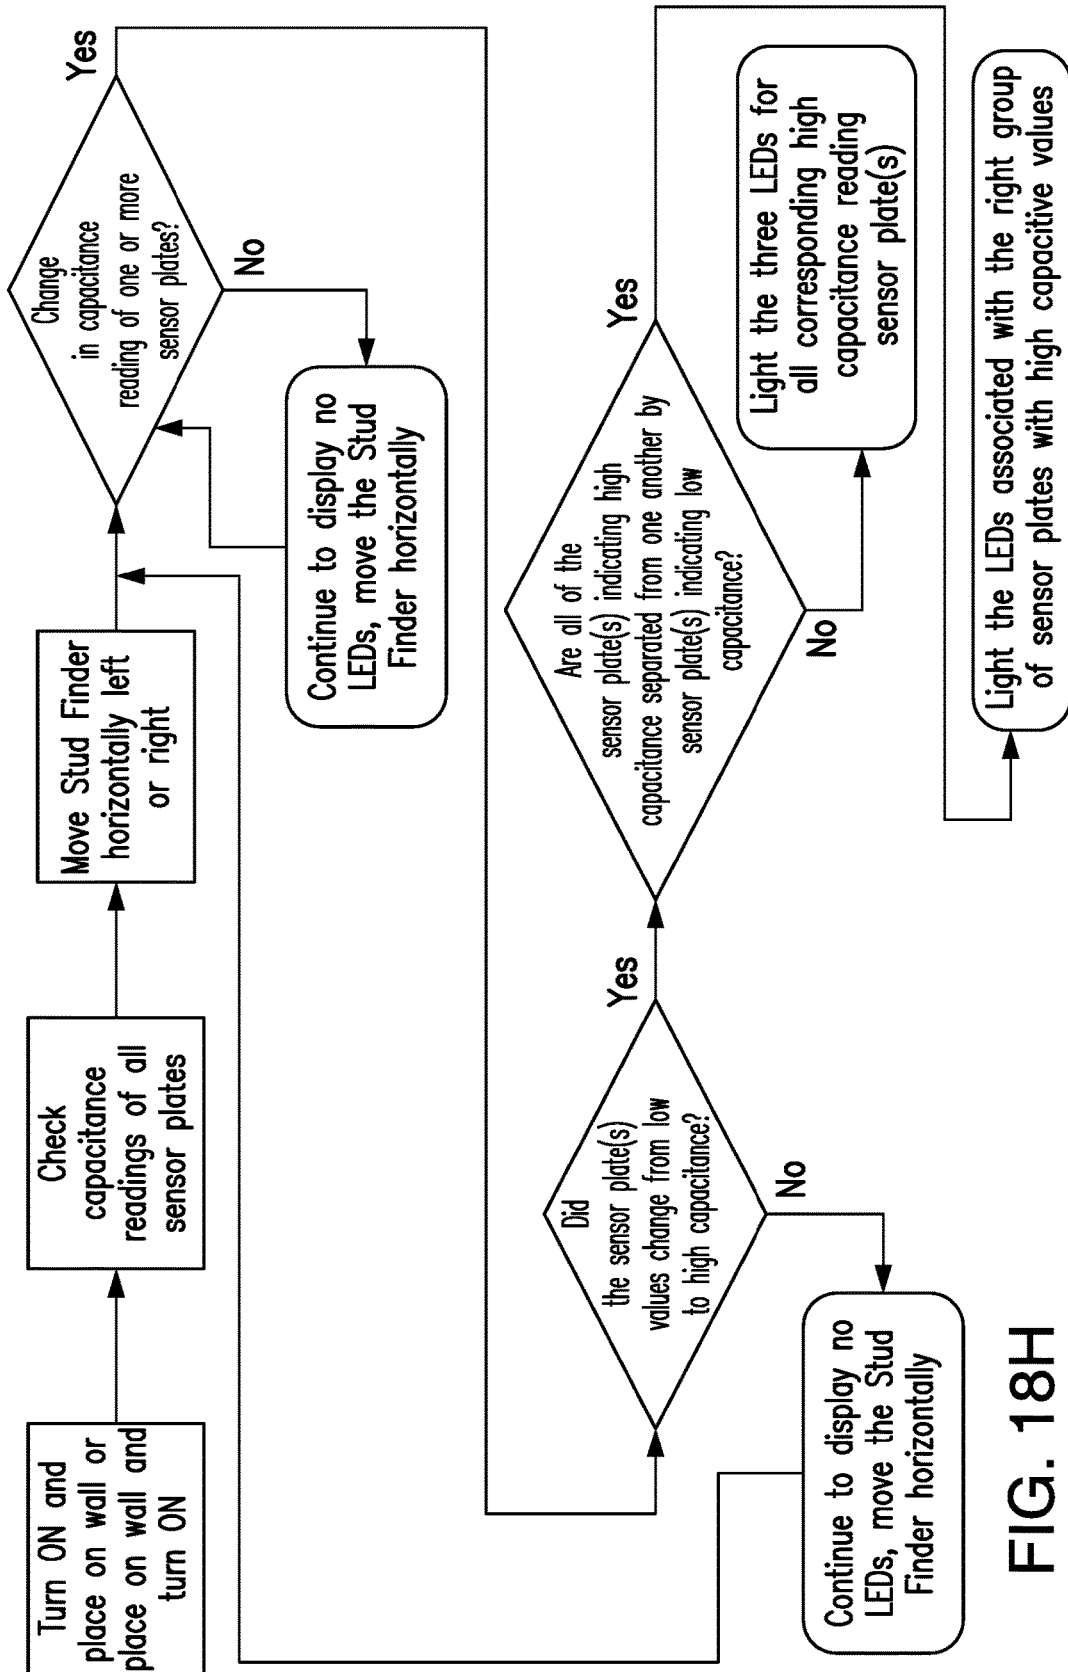 Turn ON and
place on wall or
place on wall and
turn ON
Check
capacitance
readings of all
sensor plates
Move Stud Finder
horizontally left
or right
Change
in capacitance
reading of one or more
sensor plates?
Yes
No
Continue to display no
LEDs, move the Stud
Finder horizontally
Did
the sensor plate(s)
values change from low
to high capacitance?
Yes
No
Continue to display no
LEDs, move the Stud
Finder horizontally
Are all of the
sensor plate(s) indicating high
capacitance separated from one another by
sensor plate(s) indicating low
capacitance?
Yes
No
Light the three LEDs for
all corresponding high
capacitance reading
sensor plate(s)
Light the LEDs associated with the right group
of sensor plates with high capacitive values
FIG. 18H